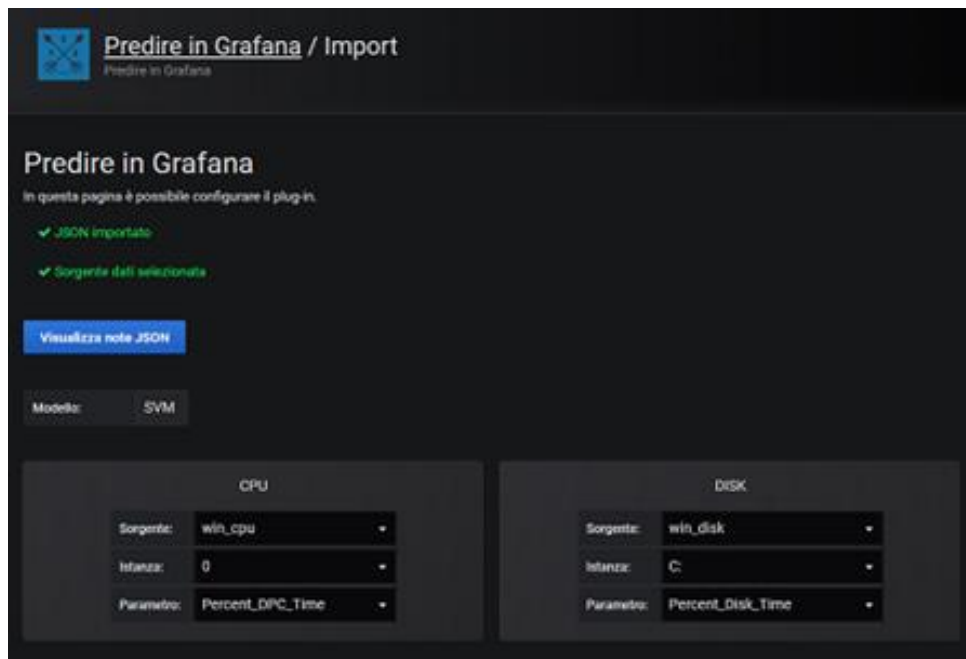 Predire in Grafana / Import
Predire in Grafana
Predire in Grafana
In questa pagina è possibile configurare il plug-in.
✔ JSON importato
✔ Sorgente dati selezionata
Visualizza note JSON
Modello: SVM
CPU
Sorgente: win_cpu
Istanza: 0
Parametro: Percent_DPC_Time
DISK
Sorgente: win_disk
Istanza: C:
Parametro: Percent_Disk_Time